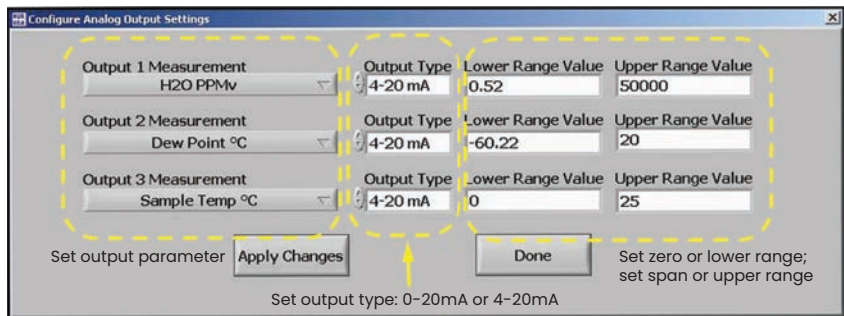 Configure Analog Output Settings
Output 1 Measurement Output Type Lower Range Value Upper Range Value
H2O PPMv 4-20 mA 0.52 50000
Output 2 Measurement Output Type Lower Range Value Upper Range Value
Dew Point °C 4-20 mA -60.22 20
Output 3 Measurement Output Type Lower Range Value Upper Range Value
Sample Temp °C 4-20 mA 0 25
Set output parameter Apply Changes Done Set zero or lower range;
set span or upper range
Set output type: 0-20mA or 4-20mA